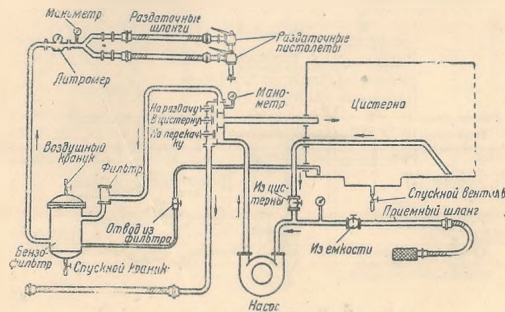 Манометр
Раздаточные
шланги
Раздаточные
пистолеты
Литромер
Мано-
метр
На раздачу
В цистерну
На перекач-
ку
Цистерна
Воздушный
краник
Фильтр
Из цис-
терны
Спускной вентиль
Приемный шланг
Отвод из
фильтра
Из емкости
Бензо-
фильтр
Спускной краник
Насос